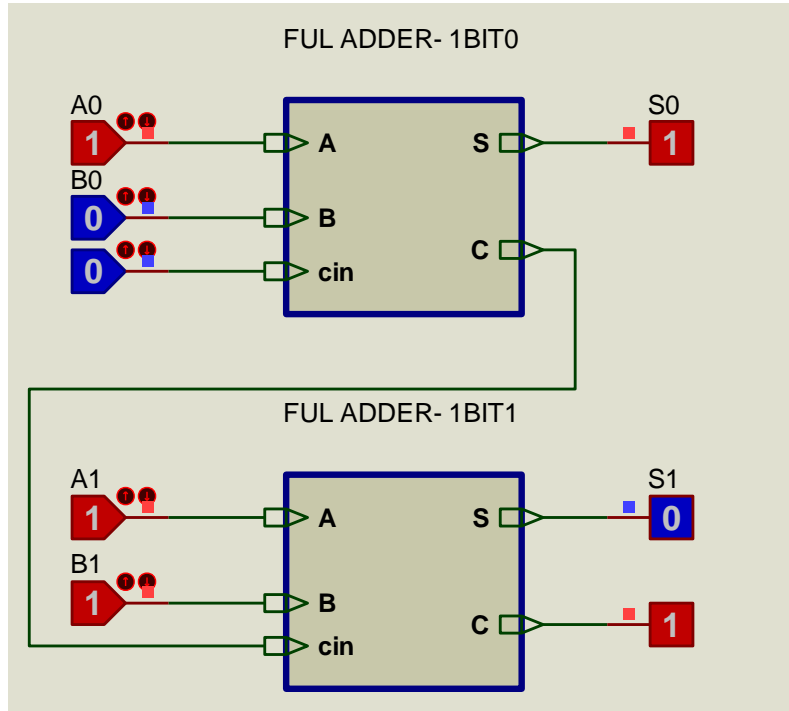 FUL ADDER- 1BIT0
A0
1
A
S
S0
1
B0
0
B
0
cin
C
FUL ADDER- 1BIT1
A1
1
A
S
S1
0
B1
1
B
C
1
cin